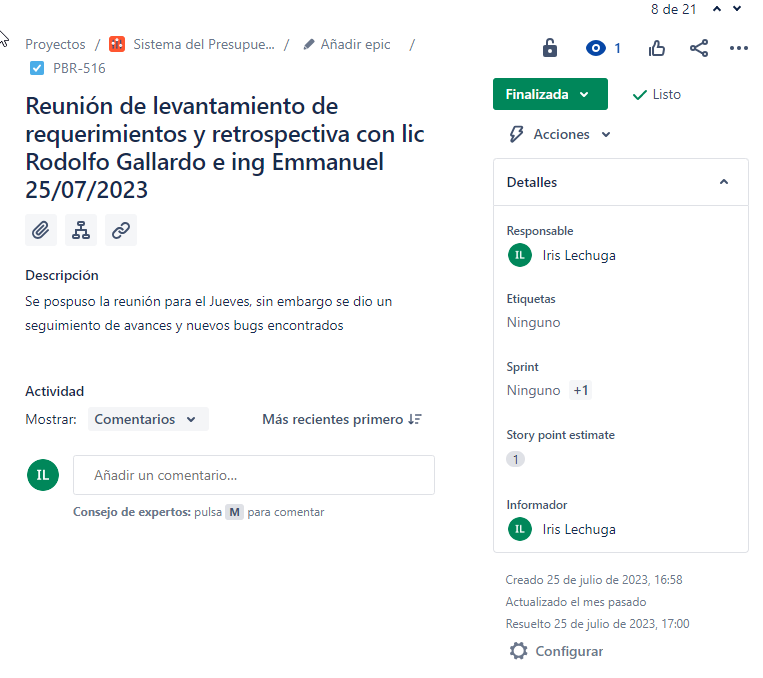 8 de 21
Proyectos / Sistema del Presupue... / Añadir epic /
PBR-516
1
Reunión de levantamiento de
requerimientos y retrospectiva con lic
Rodolfo Gallardo e ing Emmanuel
25/07/2023
Descripción
Se pospuso la reunión para el Jueves, sin embargo se dio un
seguimiento de avances y nuevos bugs encontrados
Actividad
Mostrar: Comentarios Más recientes primero
IL Añadir un comentario...
Consejo de expertos: pulsa M para comentar
Finalizada Listo
Acciones
Detalles
Responsable
IL Iris Lechuga
Etiquetas
Ninguno
Sprint
Ninguno +1
Story point estimate
1
Informador
IL Iris Lechuga
Creado 25 de julio de 2023, 16:58
Actualizado el mes pasado
Resuelto 25 de julio de 2023, 17:00
Configurar